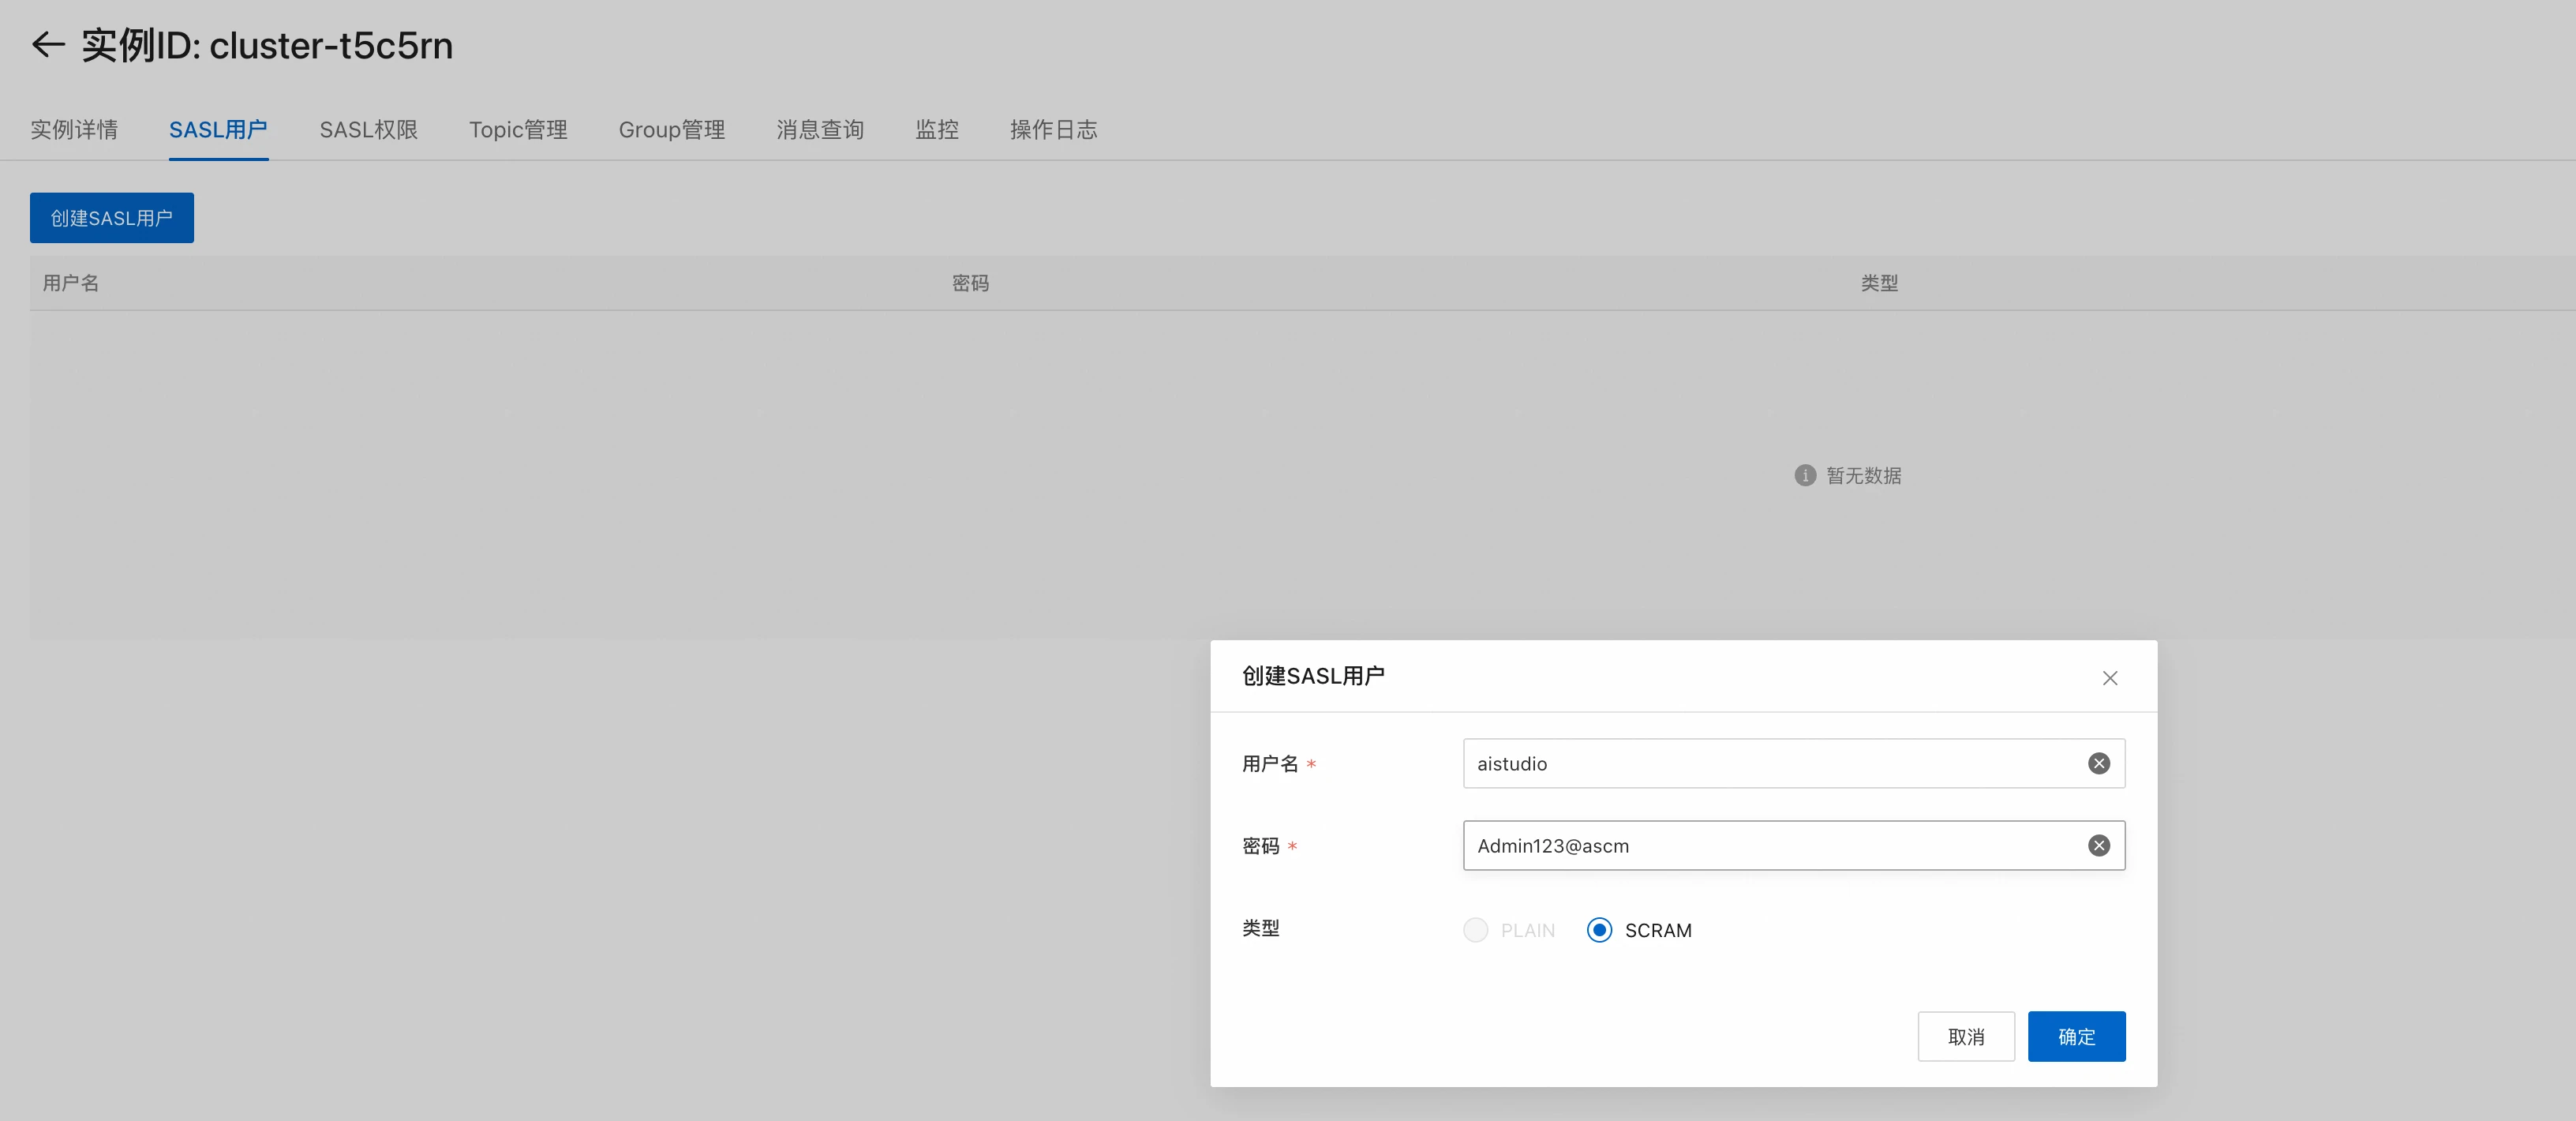 实例ID: cluster-t5c5rn
实例详情 SASL用户 SASL权限 Topic管理 Group管理 消息查询 监控 操作日志
创建SASL用户
用户名 密码 类型
暂无数据
创建SASL用户
用户名 * aistudio
密码 * Admin123@ascm
类型 PLAIN SCRAM
取消 确定